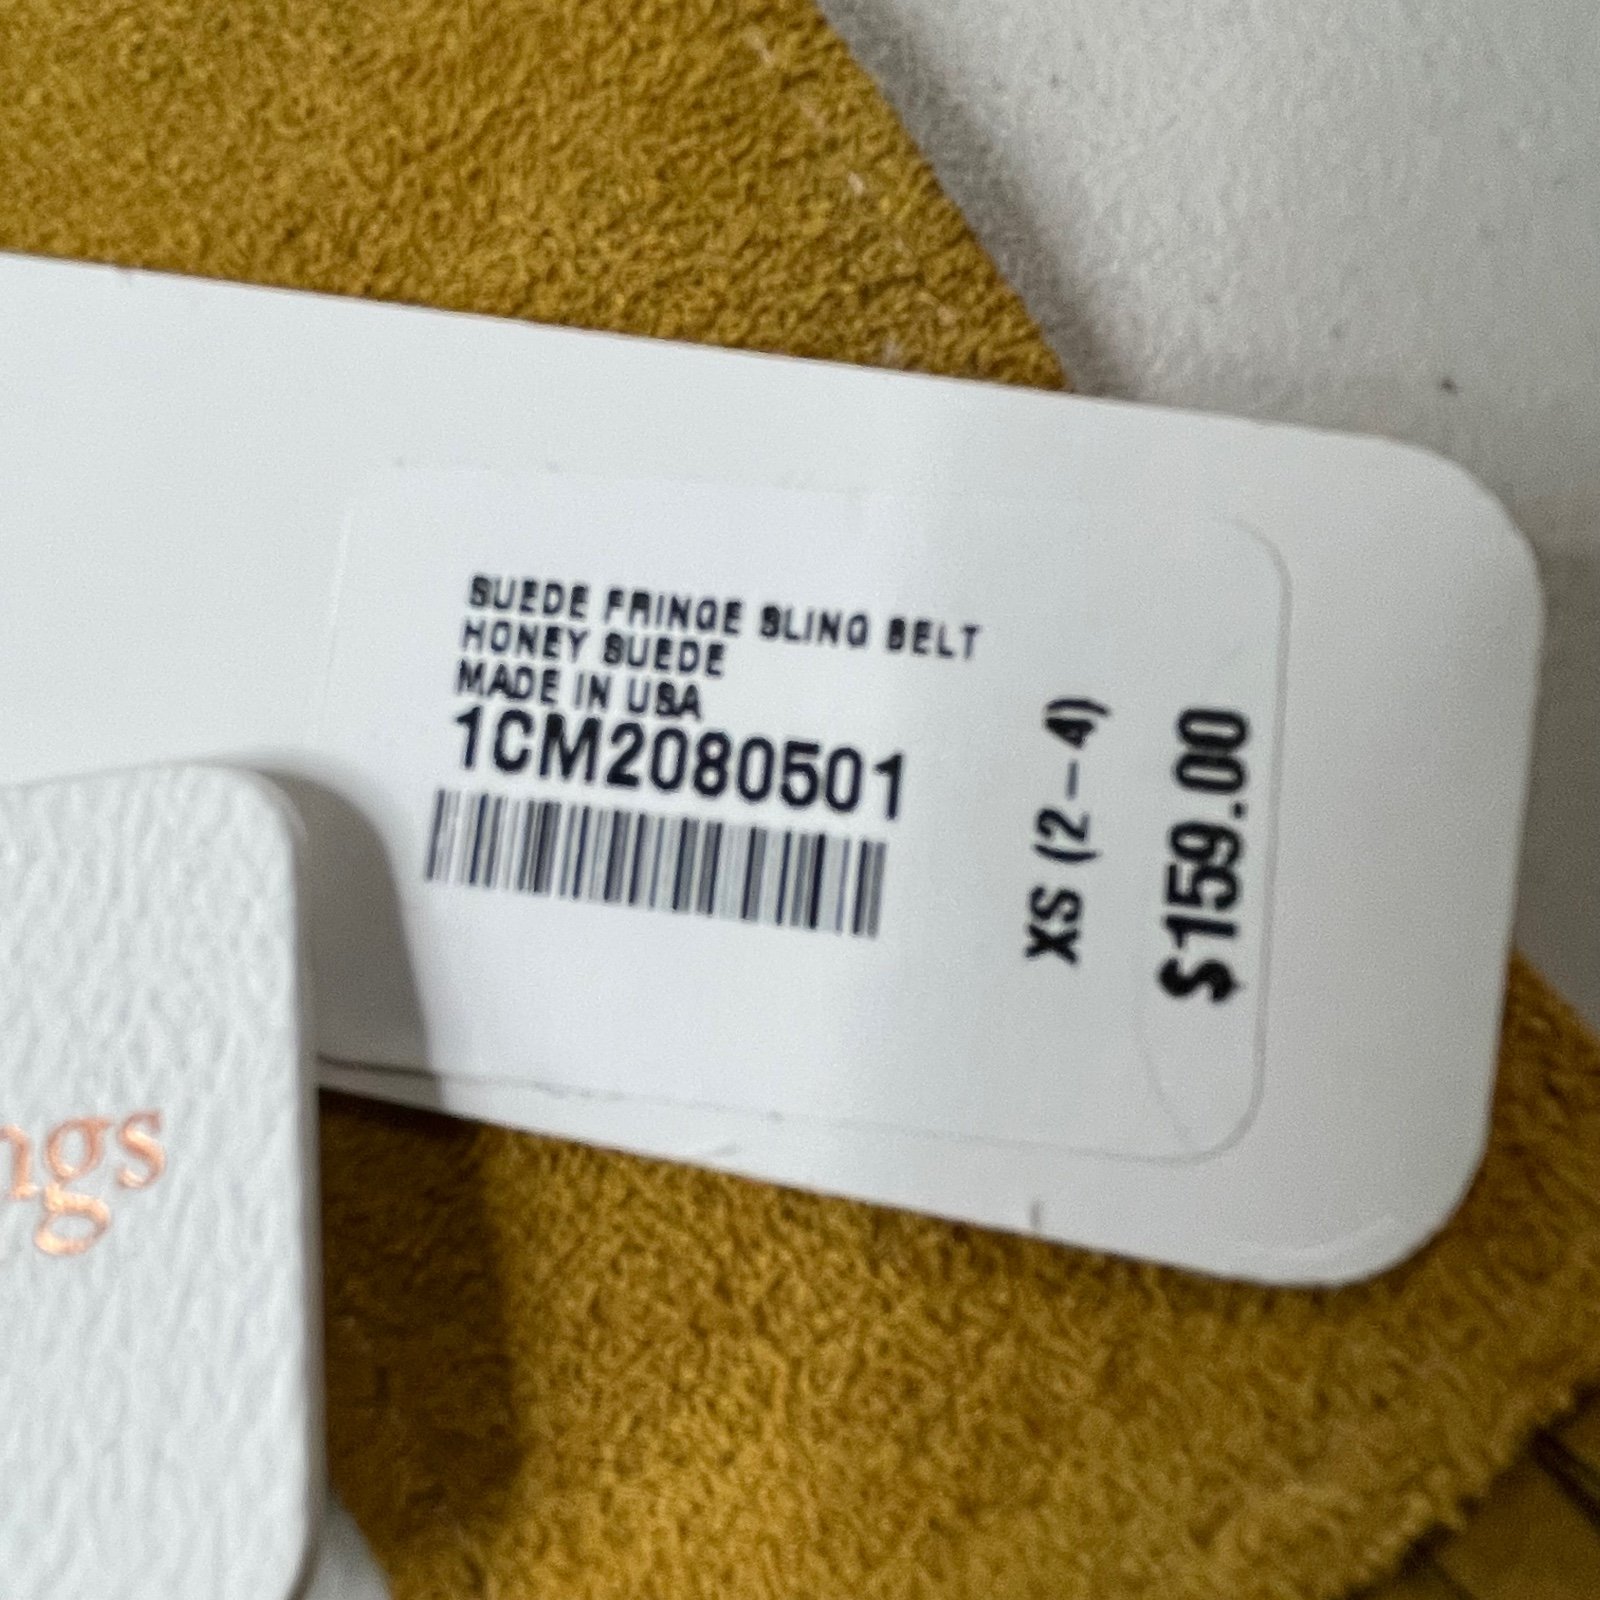 SUEDE FRINGE SLING BELT
HONEY SUEDE
MADE IN USA
1CM2080501
XS (2-4)
$159.00
ngs